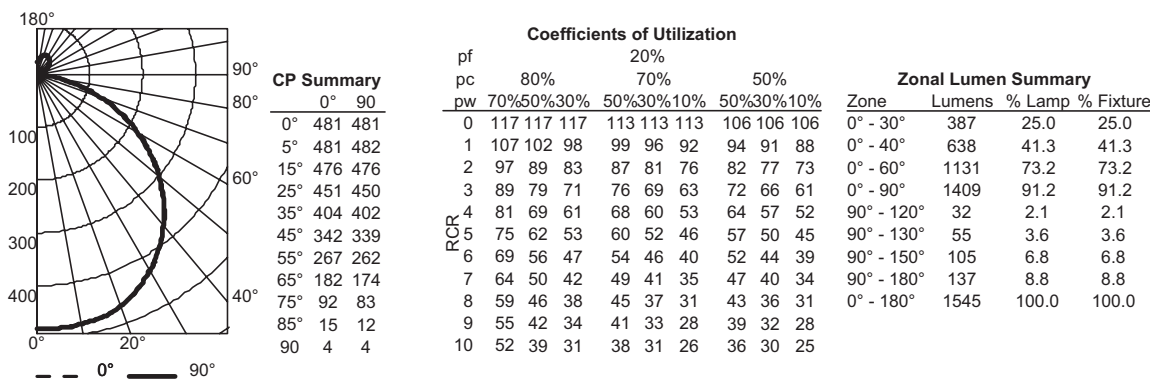 180°
90°
80°
100
60°
200
300
400
40°
0° 20°
0° 90°
CP Summary
0° 90
0° 481 481
5° 481 482
15° 476 476
25° 451 450
35° 404 402
45° 342 339
55° 267 262
65° 182 174
75° 92 83
85° 15 12
90 4 4
Coefficients of Utilization
pf 20%
pc 80% 70% 50%
pw 70%50%30% 50%30%10% 50%30%10%
RCR
0 117 117 117 113 113 113 106 106 106
1 107 102 98 99 96 92 94 91 88
2 97 89 83 87 81 76 82 77 73
3 89 79 71 76 69 63 72 66 61
4 81 69 61 68 60 53 64 57 52
5 75 62 53 60 52 46 57 50 45
6 69 56 47 54 46 40 52 44 39
7 64 50 42 49 41 35 47 40 34
8 59 46 38 45 37 31 43 36 31
9 55 42 34 41 33 28 39 32 28
10 52 39 31 38 31 26 36 30 25
Zonal Lumen Summary
Zone Lumens % Lamp % Fixture
0° - 30° 387 25.0 25.0
0° - 40° 638 41.3 41.3
0° - 60° 1131 73.2 73.2
0° - 90° 1409 91.2 91.2
90° - 120° 32 2.1 2.1
90° - 130° 55 3.6 3.6
90° - 150° 105 6.8 6.8
90° - 180° 137 8.8 8.8
0° - 180° 1545 100.0 100.0